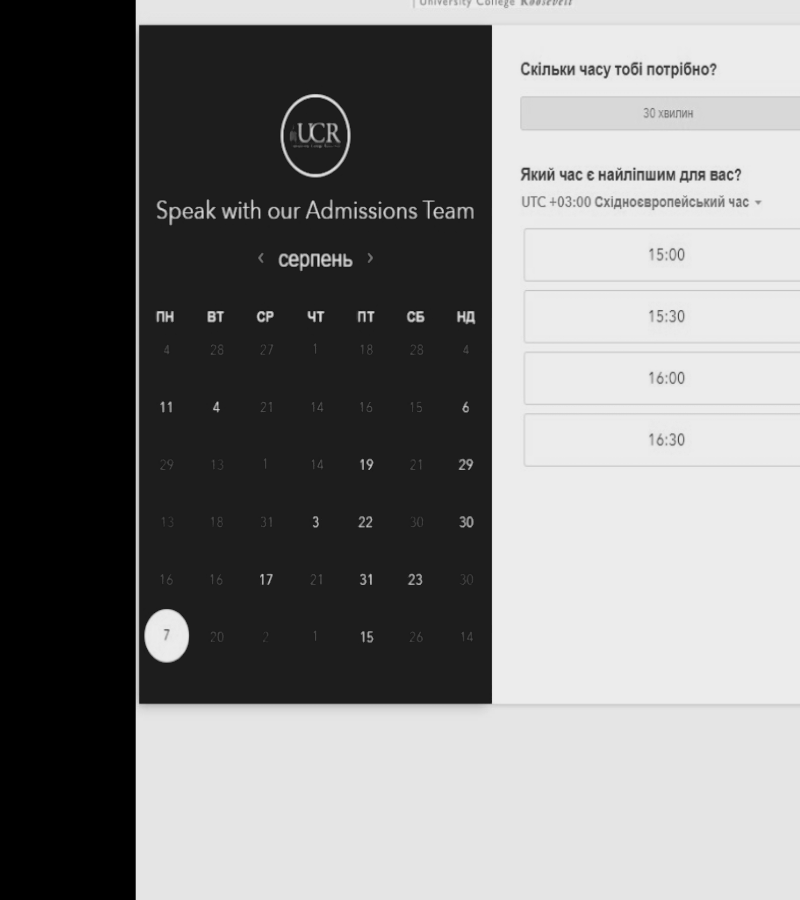 University College Roosevelt
UCR
Speak with our Admissions Team
‹ серпень ›
ПН ВТ СР ЧТ ПТ СБ НД
4 28 27 1 18 28 4
11 4 21 14 16 15 6
29 13 1 14 19 21 29
13 18 31 3 22 30 30
16 16 17 21 31 23 30
7 20 2 1 15 26 14
Скільки часу тобі потрібно?
30 хвилин
Який час є найліпшим для вас?
UTC +03:00 Східноєвропейський час
15:00
15:30
16:00
16:30